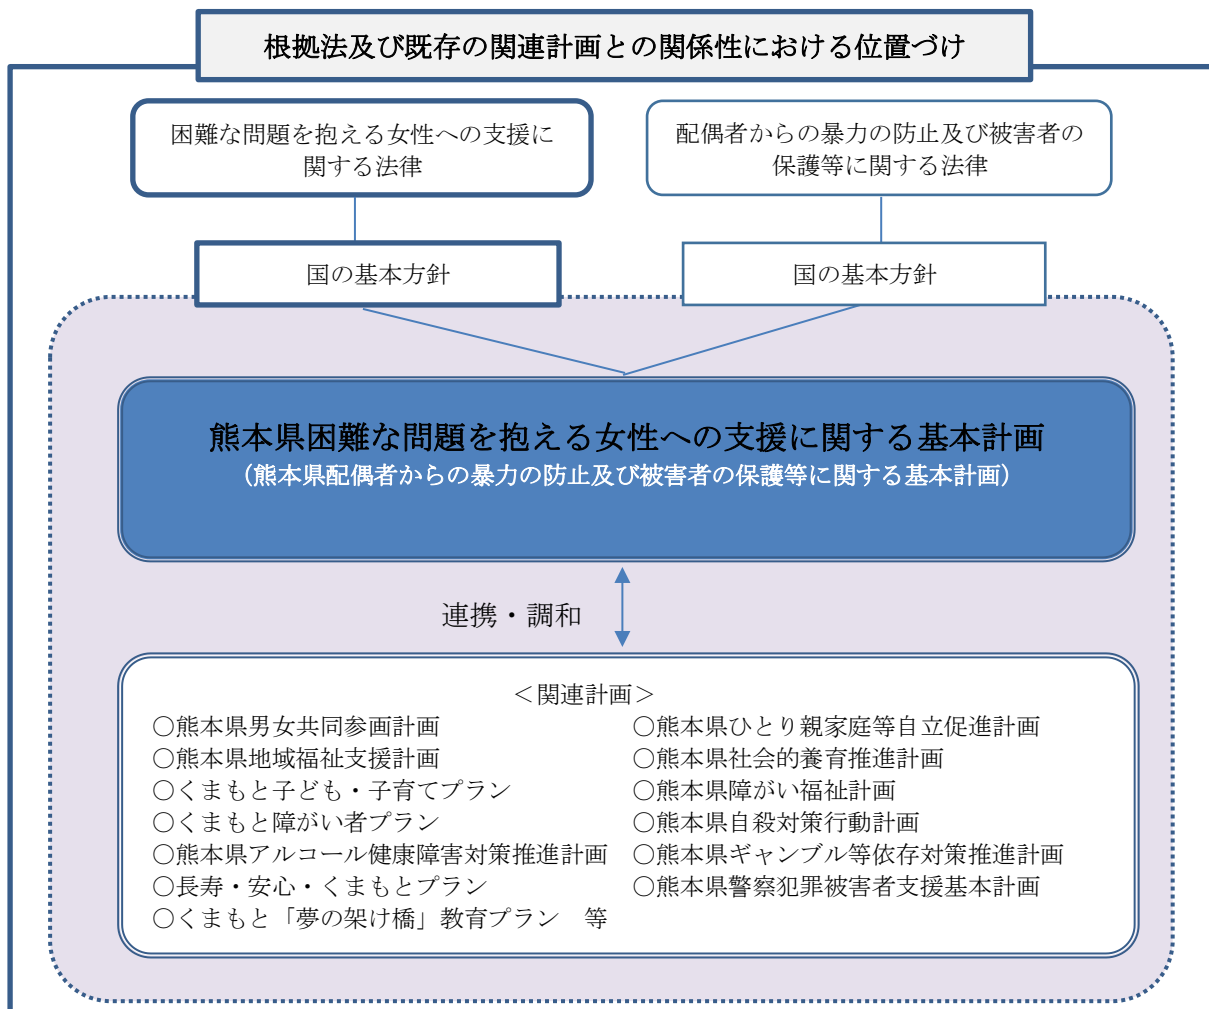 根拠法及び既存の関連計画との関係性における位置づけ
困難な問題を抱える女性への支援に
関する法律
配偶者からの暴力の防止及び被害者の
保護等に関する法律
国の基本方針
国の基本方針
熊本県困難な問題を抱える女性への支援に関する基本計画
（熊本県配偶者からの暴力の防止及び被害者の保護等に関する基本計画）
連携・調和
＜関連計画＞
〇熊本県男女共同参画計画
〇熊本県地域福祉支援計画
〇くまもと子ども・子育てプラン
〇くまもと障がい者プラン
〇熊本県アルコール健康障害対策推進計画
〇長寿・安心・くまもとプラン
〇くまもと「夢の架け橋」教育プラン　等
〇熊本県ひとり親家庭等自立促進計画
〇熊本県社会的養育推進計画
〇熊本県障がい福祉計画
〇熊本県自殺対策行動計画
〇熊本県ギャンブル等依存対策推進計画
〇熊本県警察犯罪被害者支援基本計画